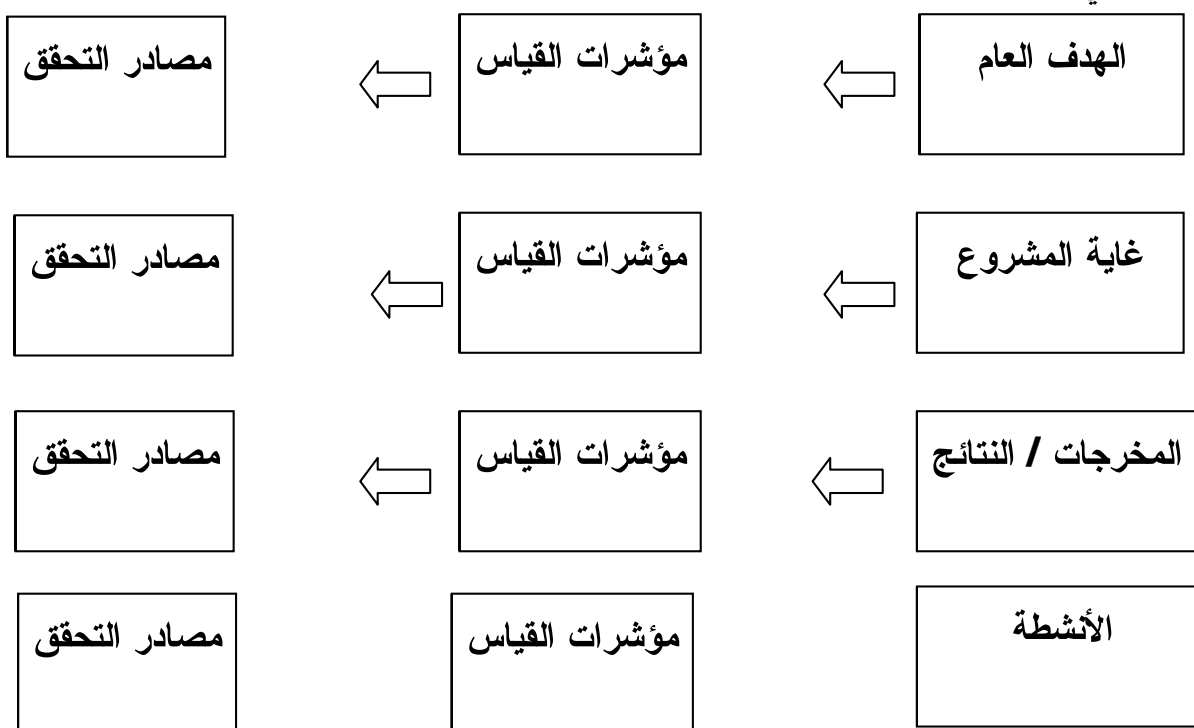 الهدف العام
مؤشرات القياس
مصادر التحقق
غاية المشروع
مؤشرات القياس
مصادر التحقق
المخرجات / النتائج
مؤشرات القياس
مصادر التحقق
الأنشطة
مؤشرات القياس
مصادر التحقق